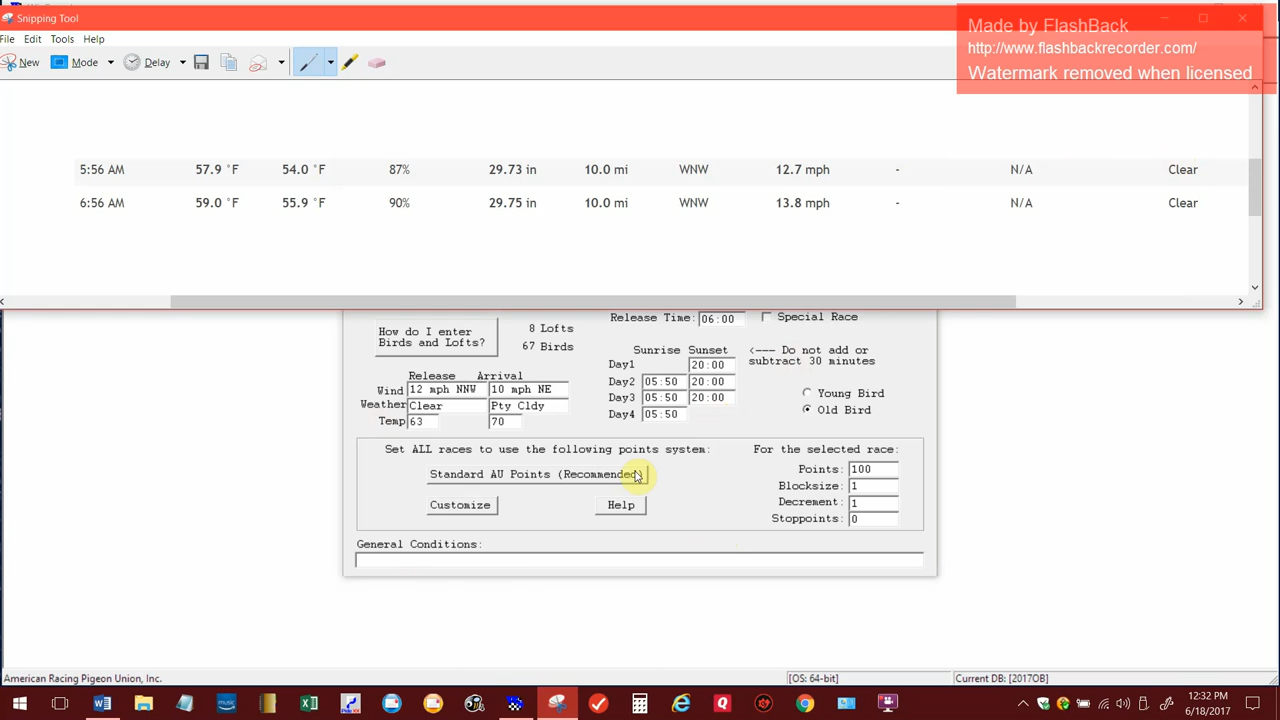 Snipping Tool
Made by FlashBack
http://www.flashbackrecorder.com/
Watermark removed when licensed
File Edit Tools Help
New Mode Delay
5:56 AM 57.9 °F 54.0 °F 87% 29.73 in 10.0 mi WNW 12.7 mph - N/A Clear
6:56 AM 59.0 °F 55.9 °F 90% 29.75 in 10.0 mi WNW 13.8 mph - N/A Clear
How do I enter
Birds and Lofts?
8 Lofts
67 Birds
Release Time: 06:00 Special Race
Sunrise Sunset
Day1 20:00
Day2 05:50 20:00
Day3 05:50 20:00
Day4 05:50
<--- Do not add or
subtract 30 minutes
Young Bird
Old Bird
Release Arrival
Wind 12 mph NNW 10 mph NE
Weather Clear Pty Cldy
Temp 63 70
Set ALL races to use the following points system:
Standard AU Points (Recommended)
Customize Help
For the selected race:
Points: 100
Blocksize: 1
Decrement: 1
Stoppoints: 0
General Conditions:
American Racing Pigeon Union, Inc. [OS: 64-bit] Current DB: [2017OB]
12:32 PM
6/18/2017